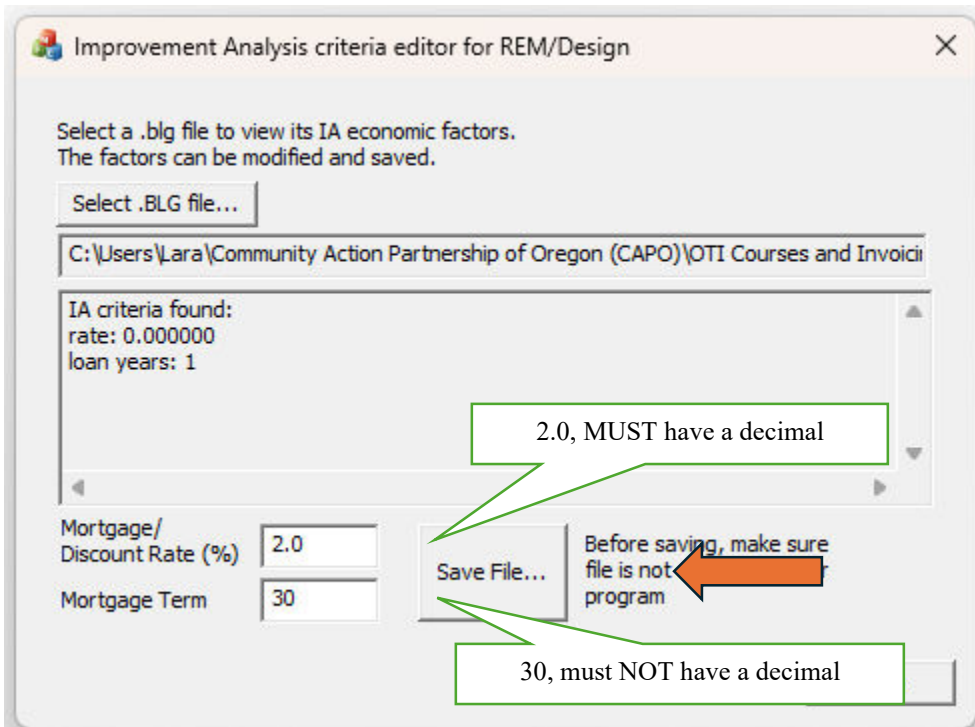 Improvement Analysis criteria editor for REM/Design
Select a .blg file to view its IA economic factors.
The factors can be modified and saved.
Select .BLG file...
C:\Users\Lara\Community Action Partnership of Oregon (CAPO)\OTI Courses and
IA criteria found:
rate: 0.000000
loan years: 1
2.0, MUST have a decimal
Mortgage/
Discount Rate (%)
2.0
Mortgage Term
30
Save File...
Before saving, make sure
file is not
program
30, must NOT have a decimal